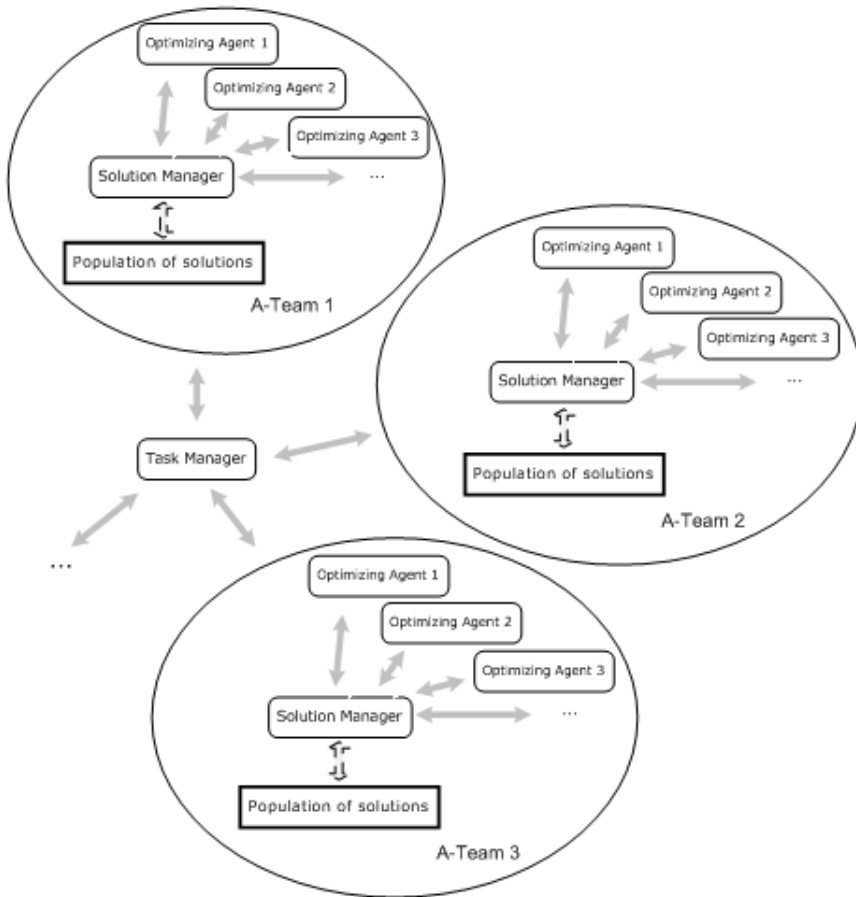 Optimizing Agent 1
Optimizing Agent 2
Optimizing Agent 3
Solution Manager
...
Population of solutions
A-Team 1
Optimizing Agent 1
Optimizing Agent 2
Optimizing Agent 3
Solution Manager
...
Population of solutions
A-Team 2
Task Manager
...
Optimizing Agent 1
Optimizing Agent 2
Optimizing Agent 3
Solution Manager
...
Population of solutions
A-Team 3